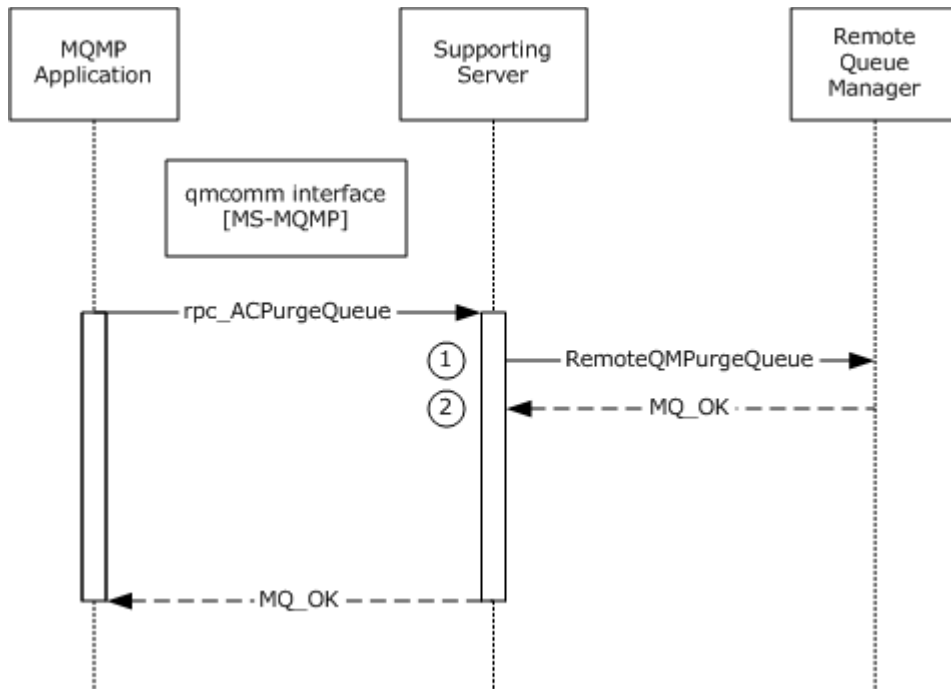 MQMP
Application
Supporting
Server
Remote
Queue
Manager
qmcomm interface
[MS-MQMP]
rpc_ACPurgeQueue
1
RemoteQMPurgeQueue
2
MQ_OK
MQ_OK